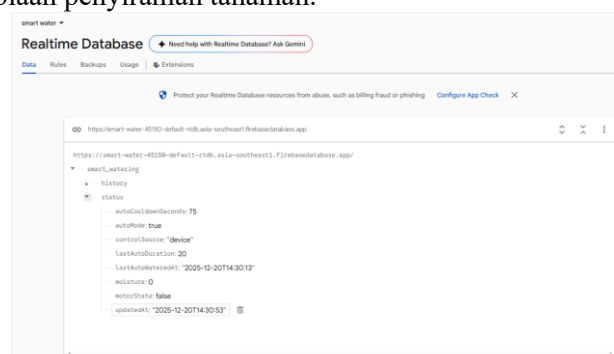 penyiraman tanaman.
smart water
Realtime Database Need help with Realtime Database? Ask Gemini
Data Rules Backups Usage Extensions
Protect your Realtime Database resources from abuse, such as billing fraud or phishing Configure App Check
https://smart-water-45150-default-rtdb.asia-southeast1.firebasedatabase.app
https://smart-water-45150-default-rtdb.asia-southeast1.firebasedatabase.app/
smart_watering
history
status
autoCooldownSeconds: 75
autoMode: true
controlSource: "device"
lastAutoDuration: 20
lastAutoWateredAt: "2025-12-20T14:30:13"
moisture: 0
motorState: false
updatedAt: "2025-12-20T14:30:53"